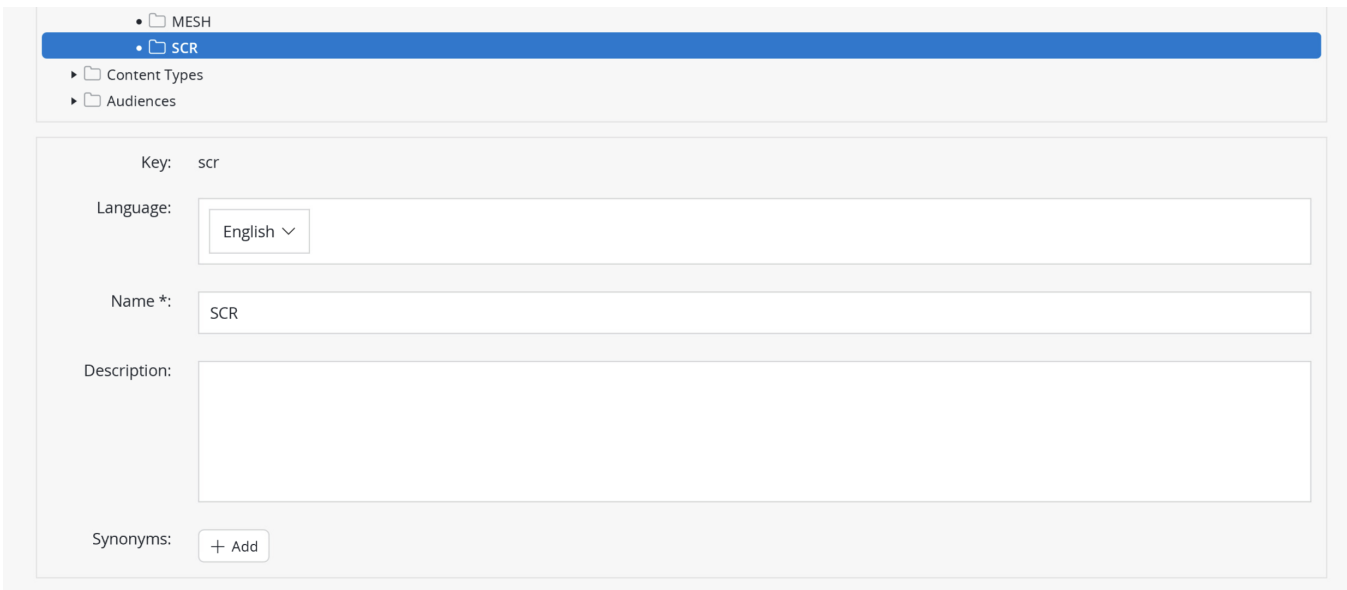 MESH
SCR
Content Types
Audiences
Key: scr
Language:
English
Name *:
SCR
Description:
Synonyms:
+ Add